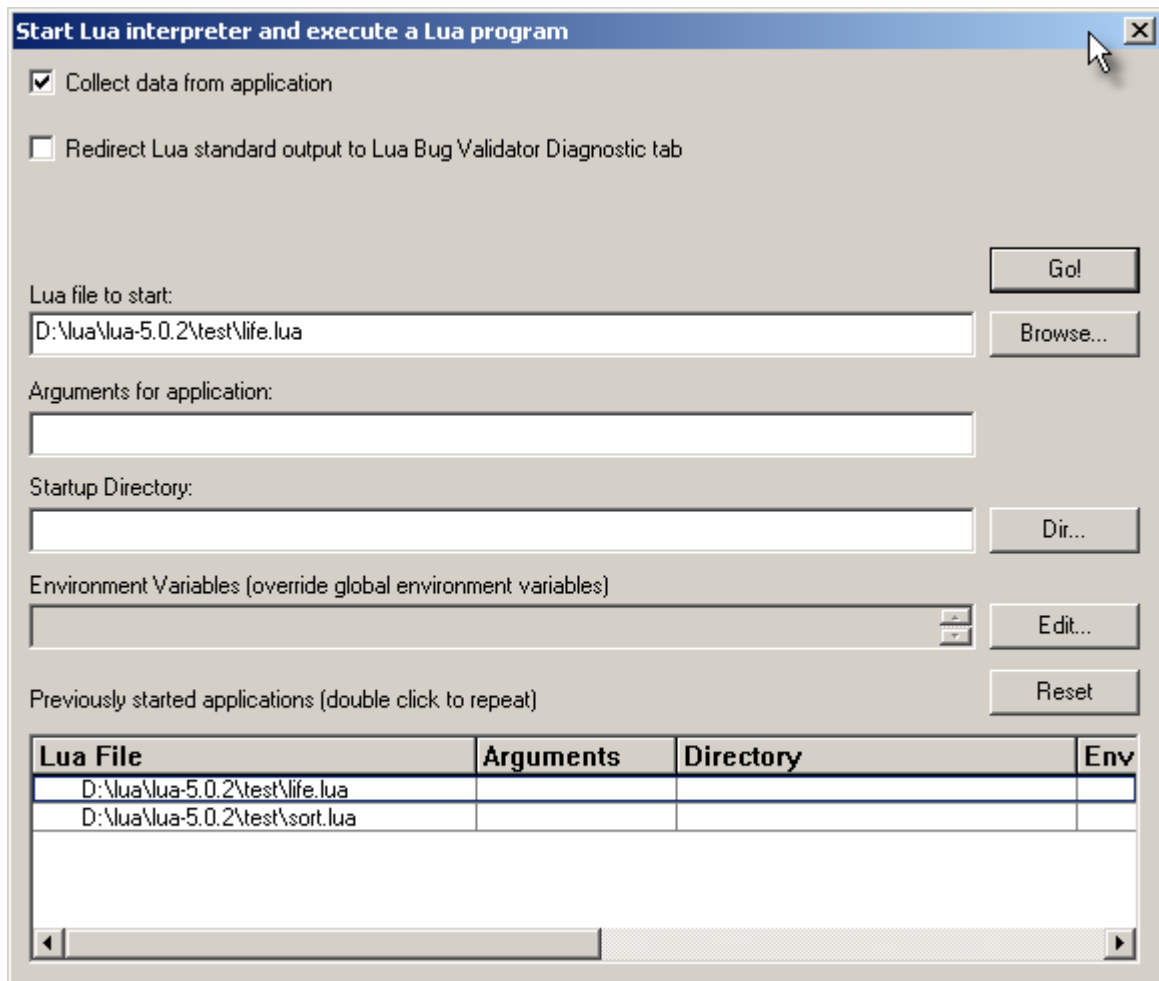 Start Lua interpreter and execute a Lua program
Collect data from application
Redirect Lua standard output to Lua Bug Validator Diagnostic tab
Go!
Lua file to start:
D:\lua\lua-5.0.2\test\life.lua
Browse...
Arguments for application:
Startup Directory:
Dir...
Environment Variables (override global environment variables)
Edit...
Reset
Previously started applications (double click to repeat)
Lua File Arguments Directory Env
D:\lua\lua-5.0.2\test\life.lua
D:\lua\lua-5.0.2\test\sort.lua